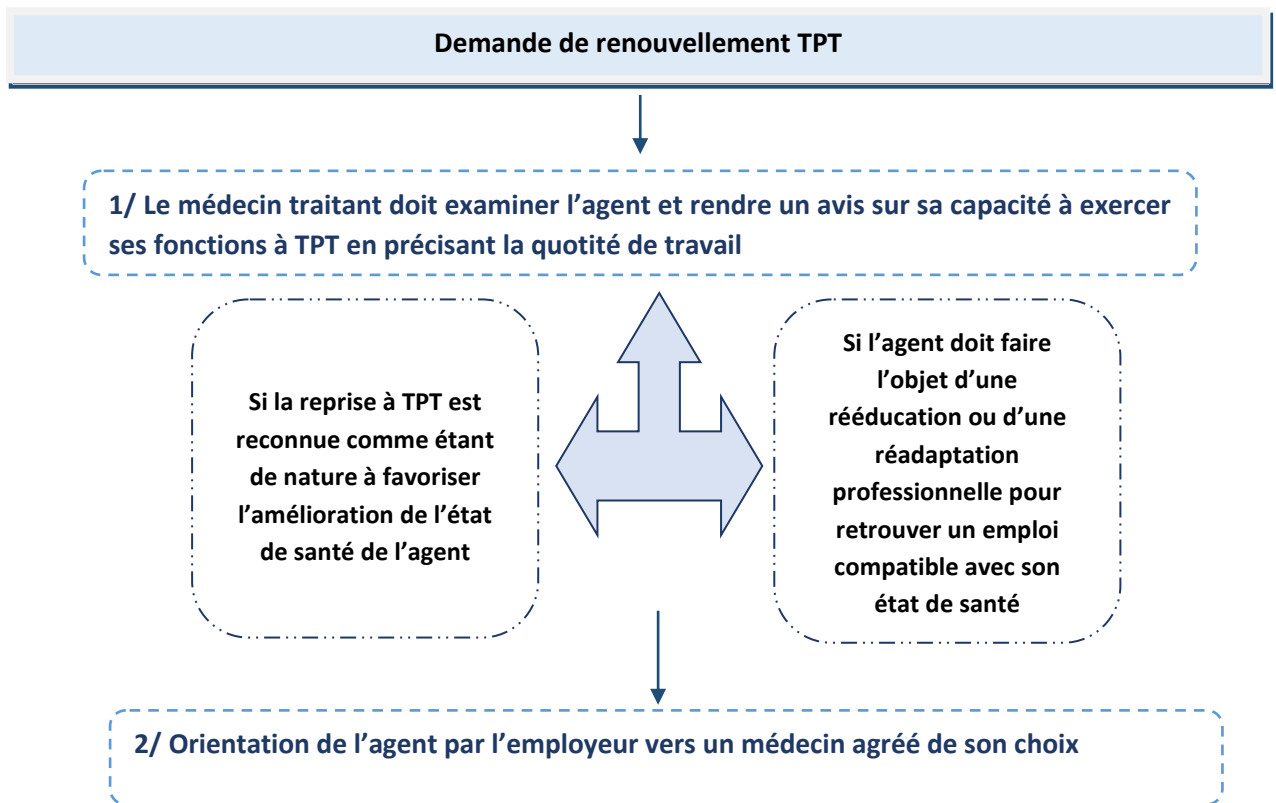 Demande de renouvellement TPT
1/ Le médecin traitant doit examiner l’agent et rendre un avis sur sa capacité à exercer
ses fonctions à TPT en précisant la quotité de travail
Si la reprise à TPT est
reconnue comme étant
de nature à favoriser
l’amélioration de l’état
de santé de l’agent
Si l’agent doit faire
l’objet d’une
rééducation ou d’une
réadaptation
professionnelle pour
retrouver un emploi
compatible avec son
état de santé
2/ Orientation de l’agent par l’employeur vers un médecin agréé de son choix